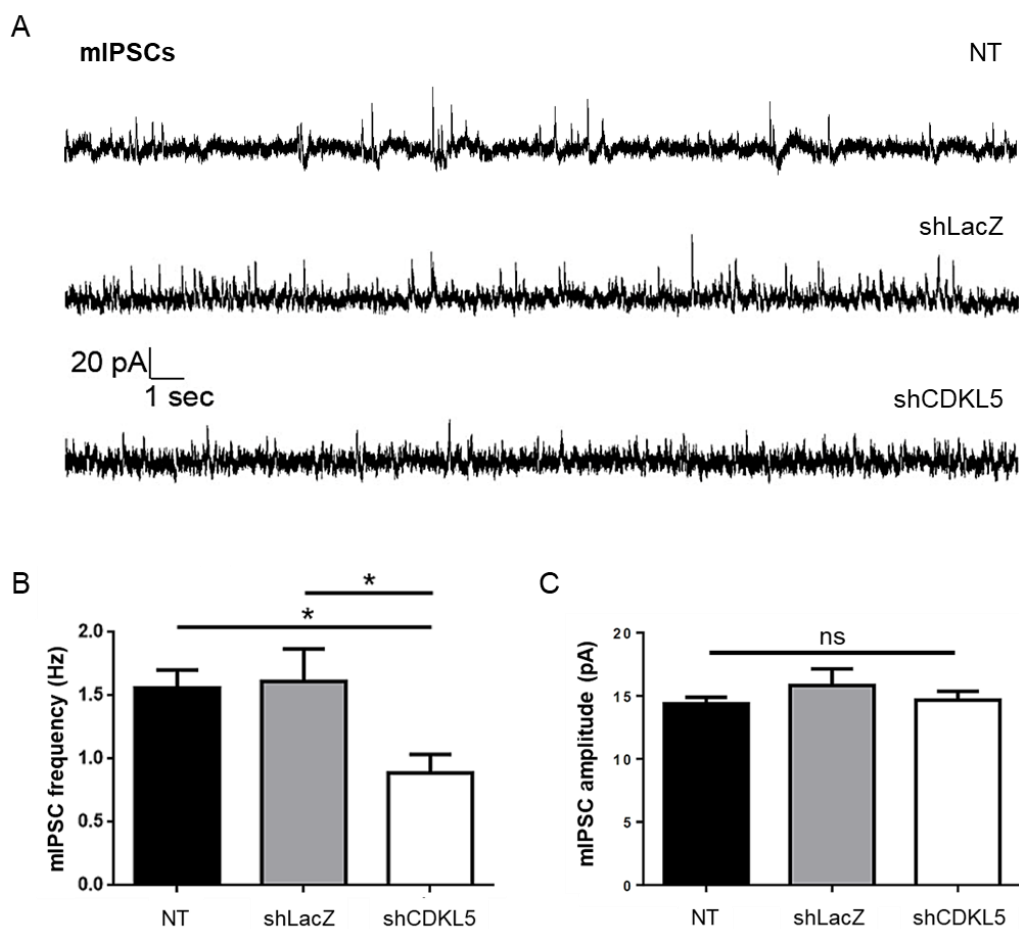 A
mIPSCs NT
shLacZ
20 pA
1 sec
shCDKL5
B
*
*
mIPSC frequency (Hz)
2.0
1.5
1.0
0.5
0.0
NT shLacZ shCDKL5
C
ns
mIPSC amplitude (pA)
20
15
10
5
0
NT shLacZ shCDKL5